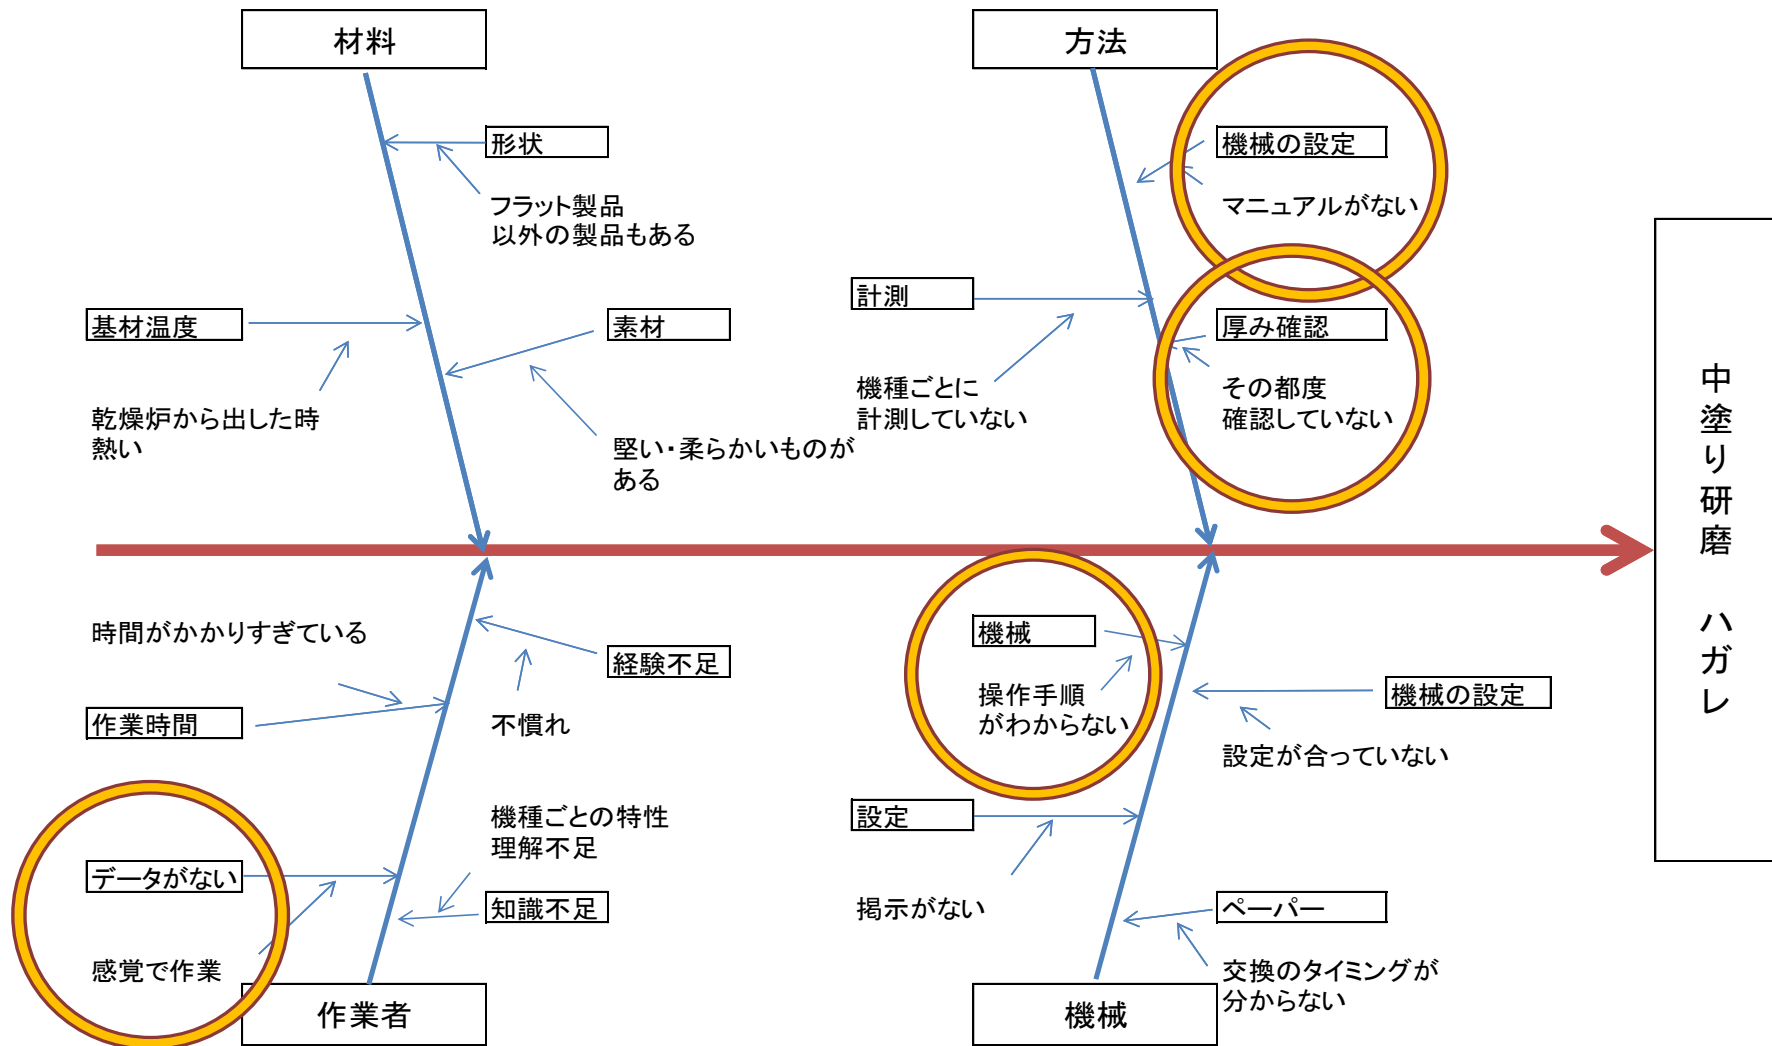 材料
方法
形状
フラット製品
以外の製品もある
機械の設定
マニュアルがない
基材温度
乾燥炉から出した時
熱い
素材
堅い・柔らかいものが
ある
計測
機種ごとに
計測していない
厚み確認
その都度
確認していない
中塗り研磨 ハガレ
時間がかかりすぎている
作業時間
経験不足
不慣れ
機械
操作手順
がわからない
機械の設定
設定が合っていない
データがない
感覚で作業
機種ごとの特性
理解不足
知識不足
設定
掲示がない
ペーパー
交換のタイミングが
分からない
作業者
機械